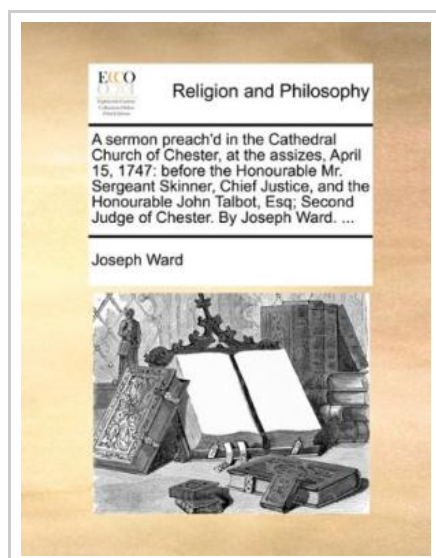 ECCO
Religion and Philosophy
A sermon preach'd in the Cathedral
Church of Chester, at the assizes, April
15, 1747: before the Honourable Mr.
Sergeant Skinner, Chief Justice, and the
Honourable John Talbot, Esq; Second
Judge of Chester. By Joseph Ward. ...
Joseph Ward